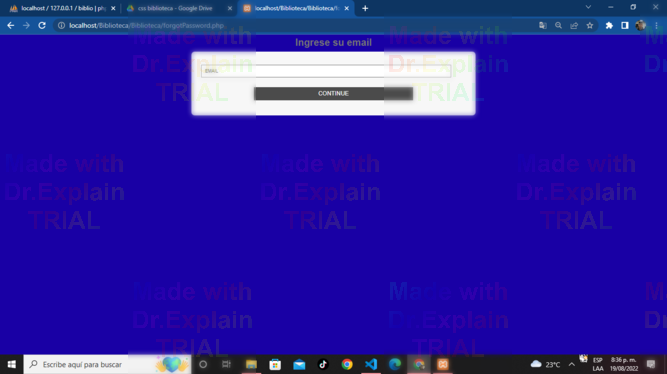 localhost / 127.0.0.1 / biblio | ph
css biblioteca - Google Drive
localhost/Biblioteca/Biblioteca/fo
localhost/Biblioteca/Biblioteca/forgotPassword.php
Ingrese su email
EMAIL
CONTINUE
Made with
Dr.Explain
TRIAL
Made with
Dr.Explain
TRIAL
Made with
Dr.Explain
TRIAL
Made with
Dr.Explain
TRIAL
Made with
Dr.Explain
TRIAL
Made with
Dr.Explain
TRIAL
Made with
Dr.Explain
TRIAL
Escribe aquí para buscar
23°C
ESP
LAA
8:36 p. m.
19/08/2022